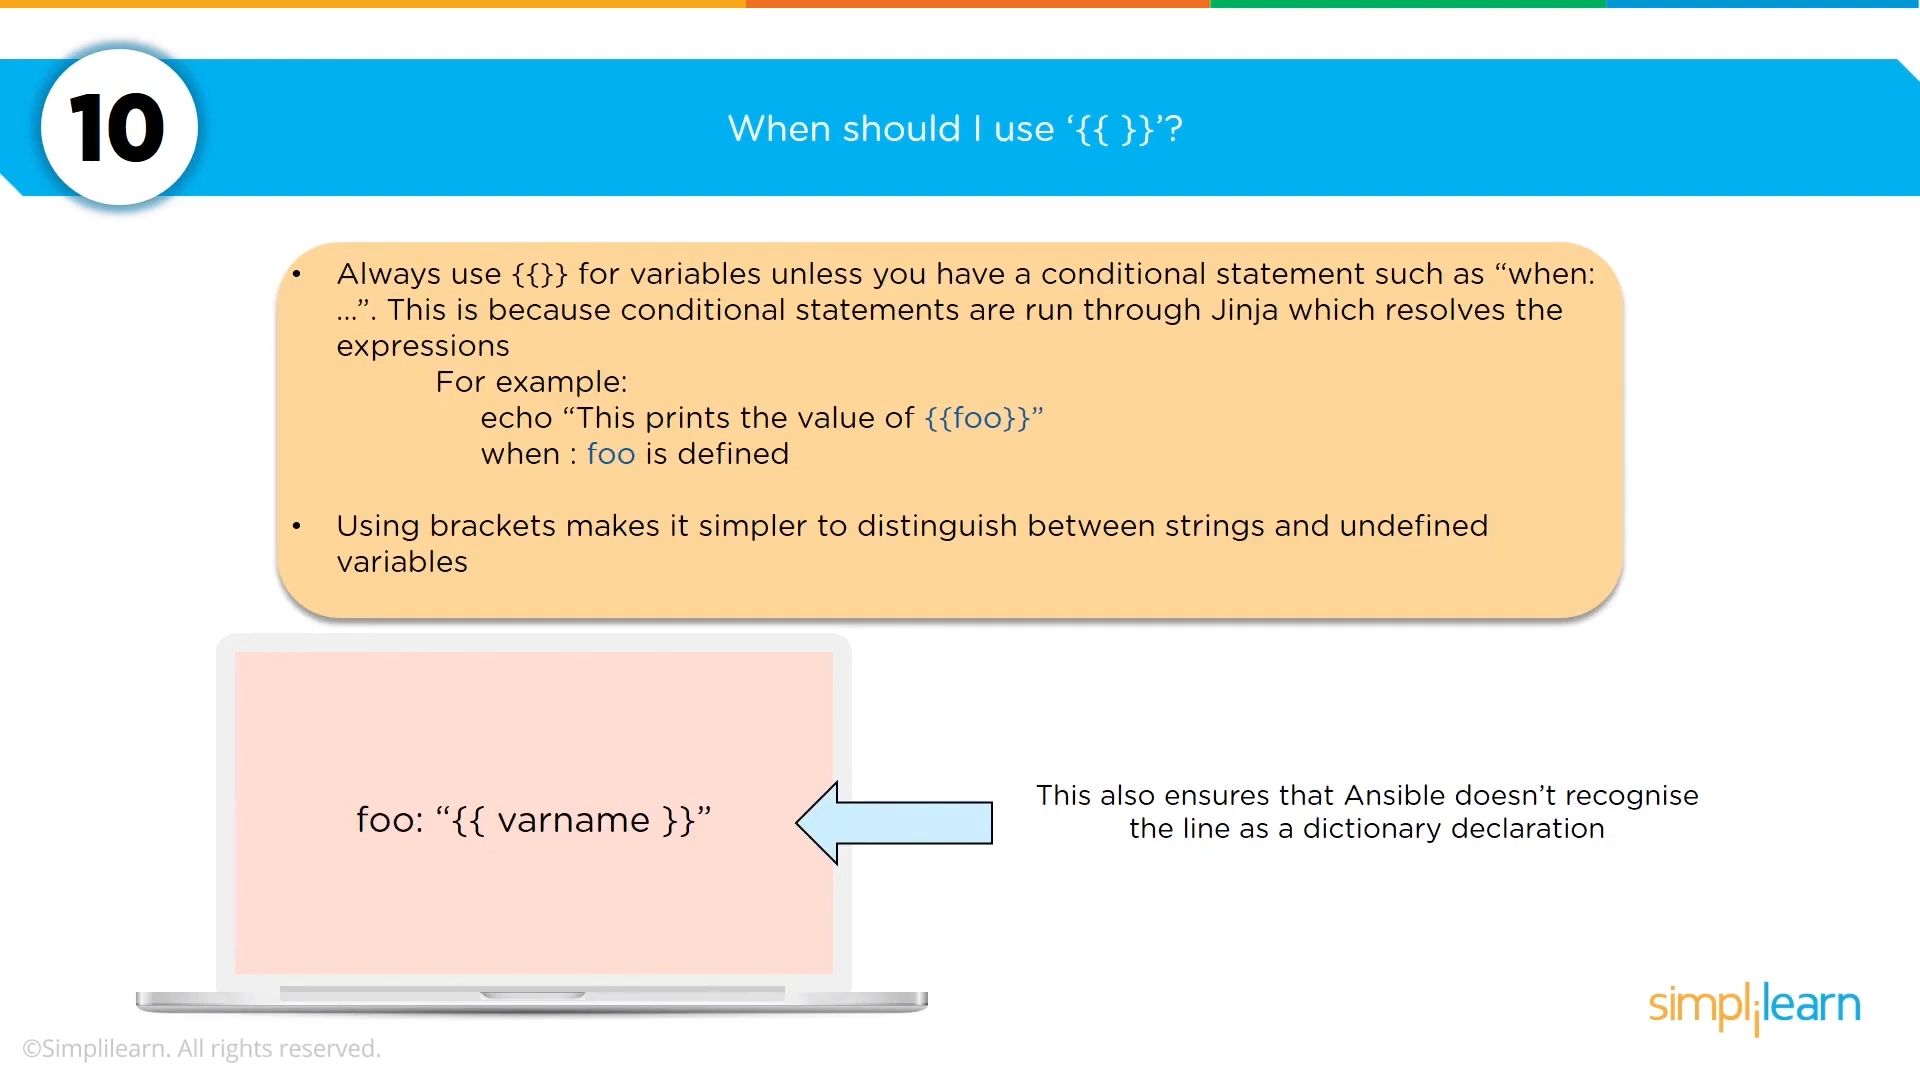 10
When should I use ‘{{ }}’?
• Always use {{}} for variables unless you have a conditional statement such as “when:
...”. This is because conditional statements are run through Jinja which resolves the
expressions
For example:
echo “This prints the value of {{foo}}”
when : foo is defined
• Using brackets makes it simpler to distinguish between strings and undefined
variables
foo: “{{ varname }}”
This also ensures that Ansible doesn’t recognise
the line as a dictionary declaration
simplilearn
©Simplilearn. All rights reserved.